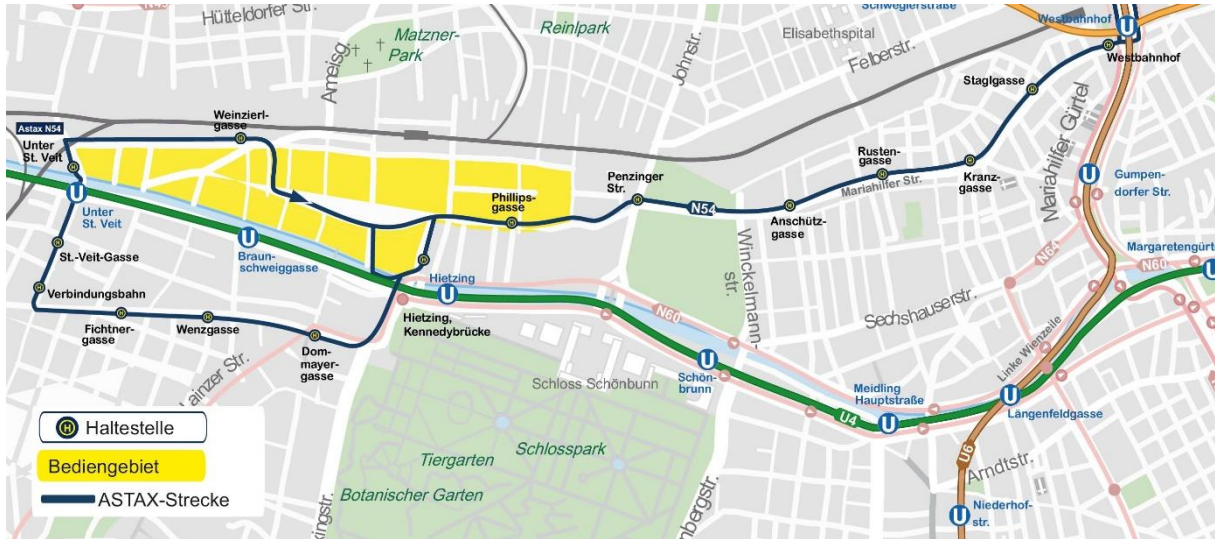 Hütteldorfer Str.
Matzner-
Park
Reinlpark
Ameisg.
Johnstr.
Schweglerstraße
Elisabethspital
Felberstr.
Westbahnhof
Westbahnhof
Staglgasse
Mariahilfer Gürtel
Weinzierl-
gasse
Astax N54
Unter
St. Veit
Unter
St. Veit
Penzinger
Str.
Phillips-
gasse
N54
Anschütz-
gasse
Rusten-
gasse
Mariahilfer Str.
Kranz-
gasse
Gumpen-
dorfer Str.
N64
Margaretengürtel
N60
St.-Veit-Gasse
Braun-
schweiggasse
Hietzing
Verbindungsbahn
Fichtner-
gasse
Wenzgasse
Dom-
mayer-
gasse
Hietzing,
Kennedybrücke
N60
Winckelmann-
str.
Sechshauserstr.
Linke Wienzeile
Lainzer Str.
Schloss Schönbunn
Schön-
brunn
Meidling
Hauptstraße
U4
Längenfeldgasse
U6
Arndtstr.
Niederhof-
str.
Schlosspark
Tiergarten
Botanischer Garten
kingstr.
nbergstr.
Haltestelle
Bediengebiet
ASTAX-Strecke
H
U